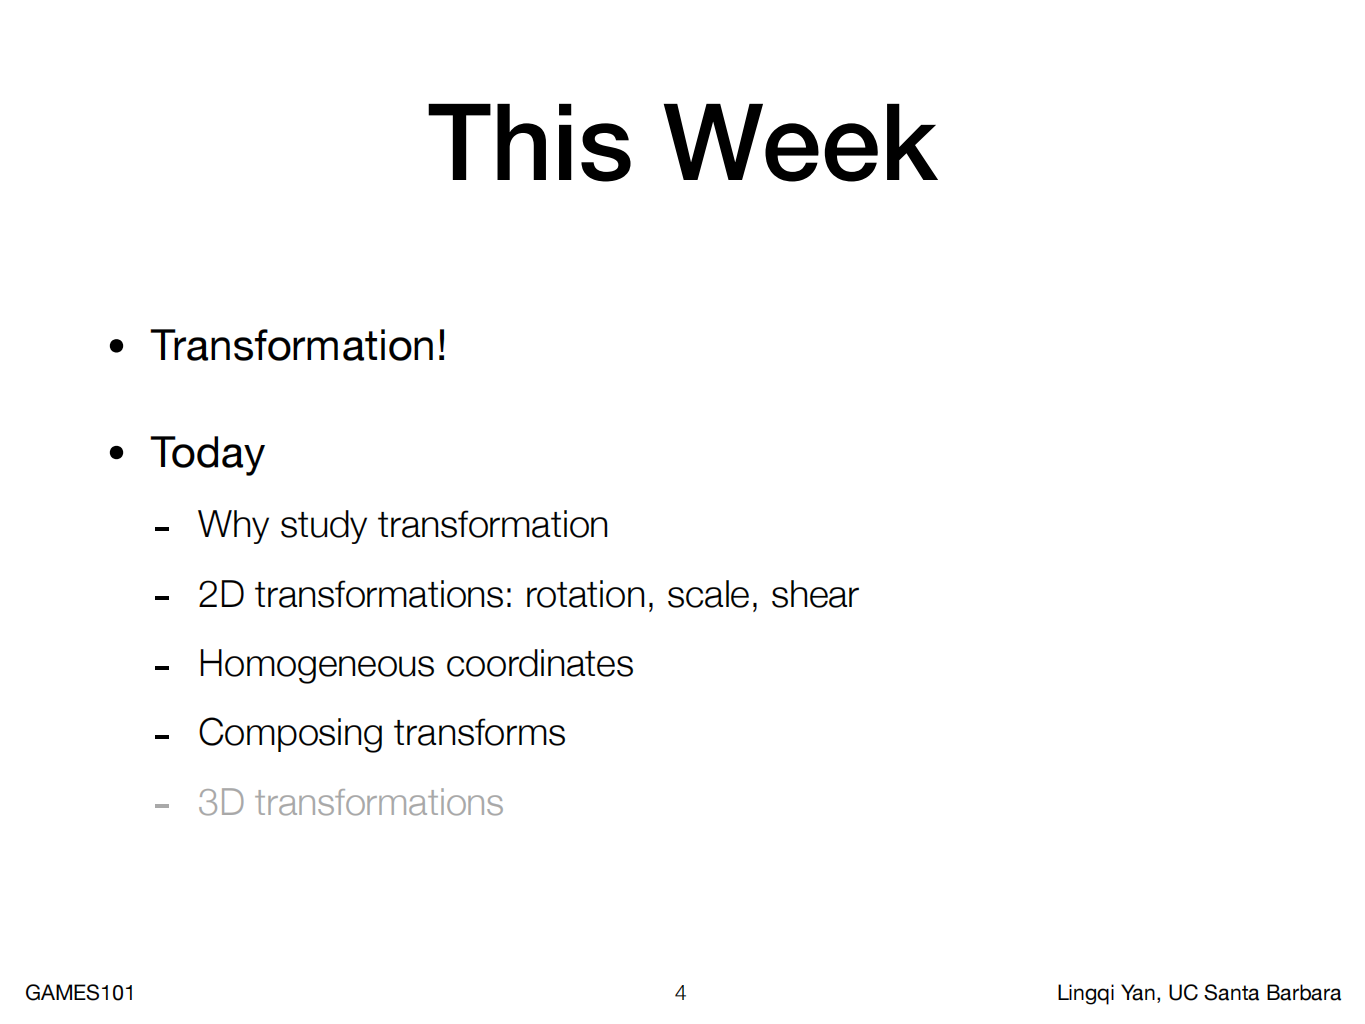 This Week
• Transformation!
• Today
- Why study transformation
- 2D transformations: rotation, scale, shear
- Homogeneous coordinates
- Composing transforms
- 3D transformations
GAMES101
4
Lingqi Yan, UC Santa Barbara